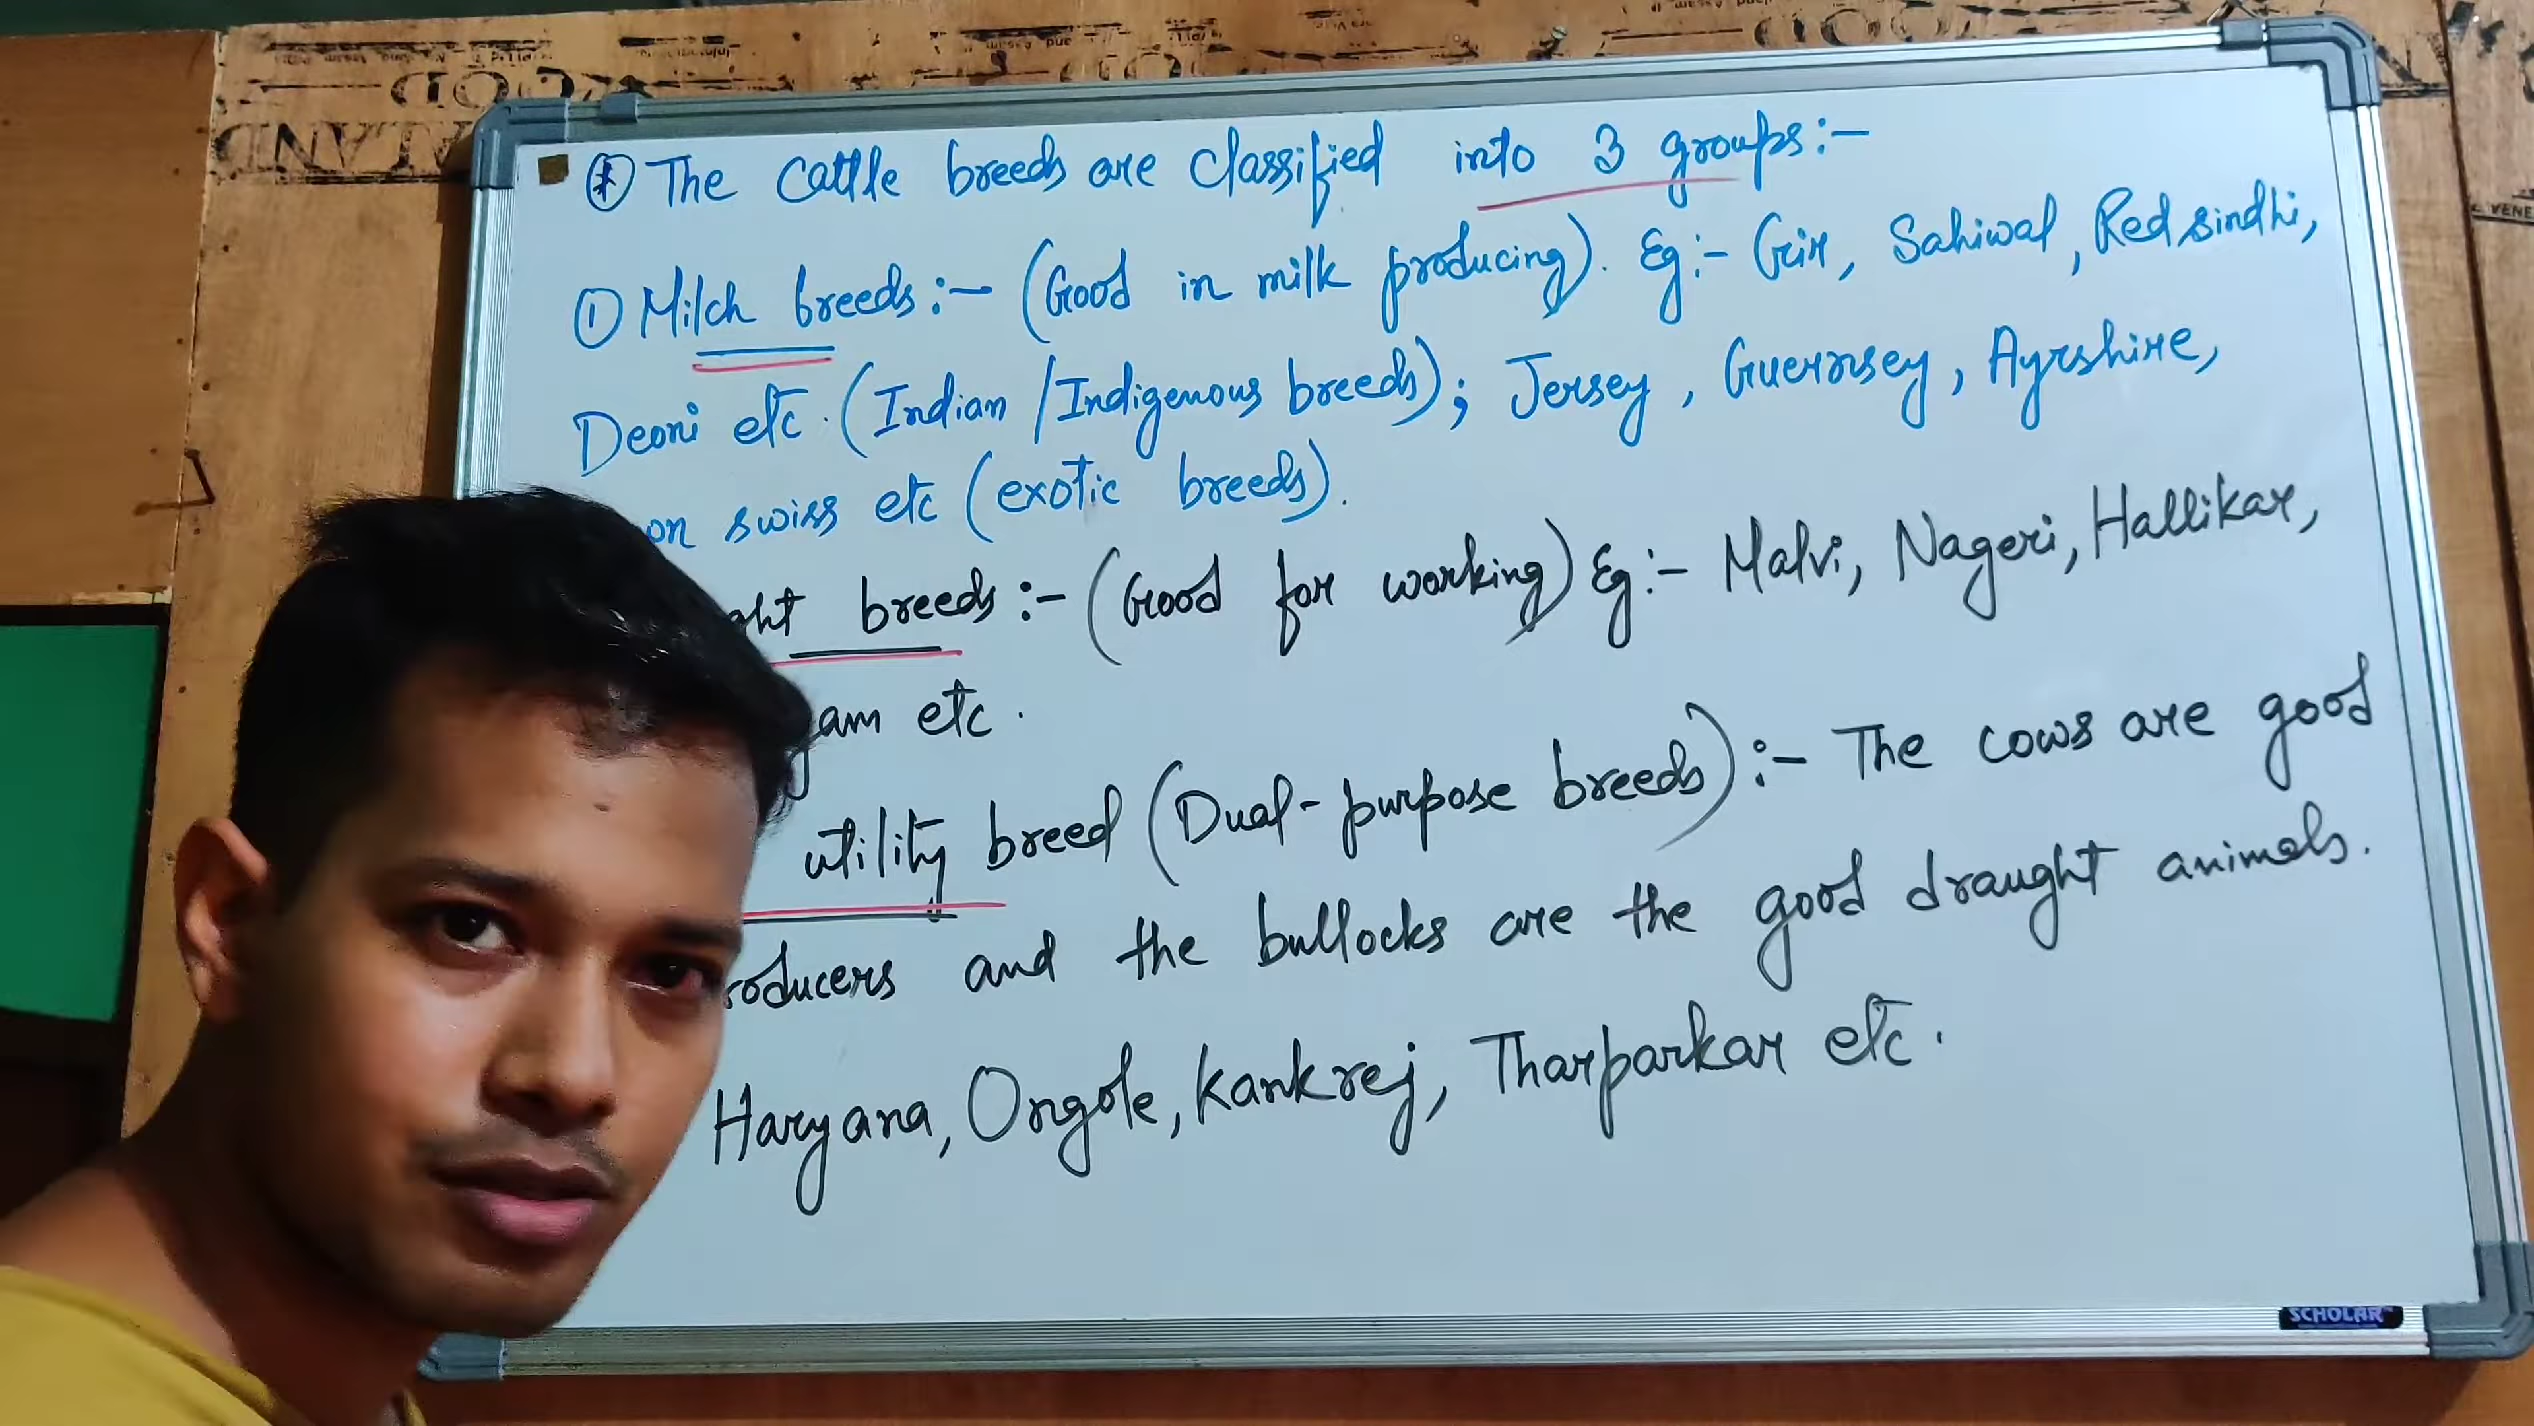 * The cattle breeds are classified into 3 groups:-
① Milch breeds:- (Good in milk producing). Eg:- Gir, Sahiwal, Red sindhi,
Deoni etc. (Indian / Indigenous breeds); Jersey, Guernsey, Ayrshire,
swiss etc (exotic breeds).
breeds:- (Good for working) Eg:- Malvi, Nageri, Hallikar,
etc.
utility breed (Dual-purpose breeds):- The cows are good
and the bullocks are the good draught animals.
Haryana, Ongole, Kankrej, Tharparkar etc.
SCHOLAR